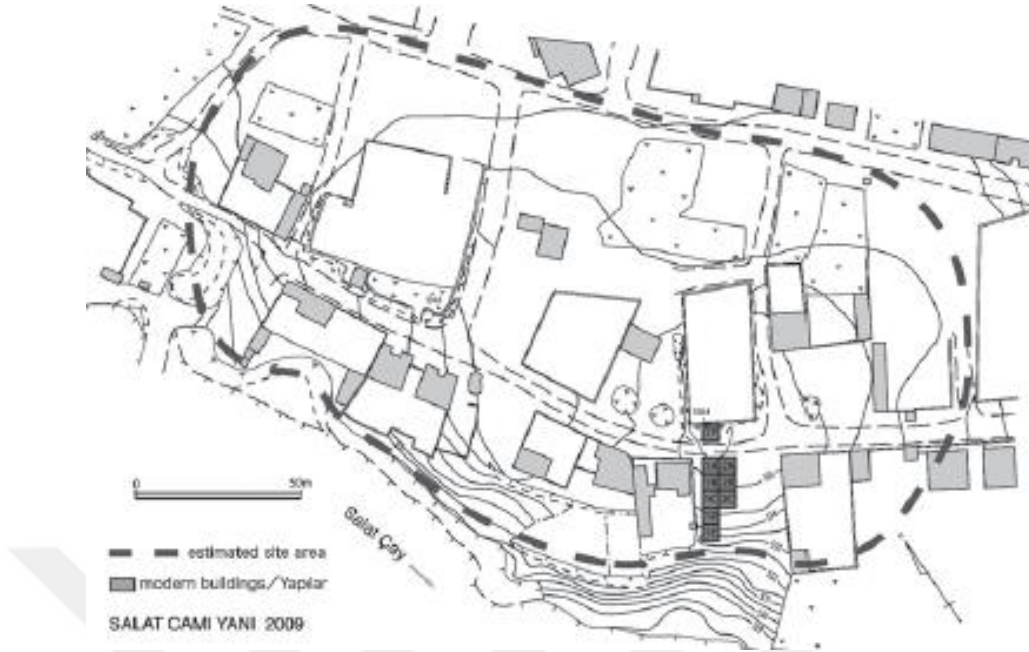 0 50m
Salat Çay
estimated site area
modern buildings/Yapılar
SALAT CAMI YANI 2009